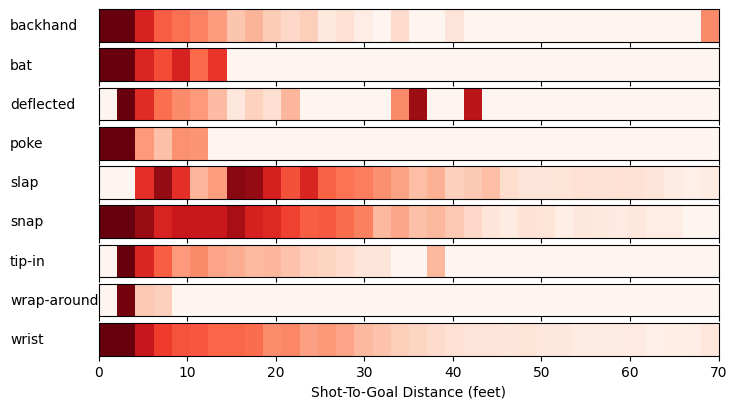 backhand
bat
deflected
poke
slap
snap
tip-in
wrap-around
wrist
0 10 20 30 40 50 60 70
Shot-To-Goal Distance (feet)